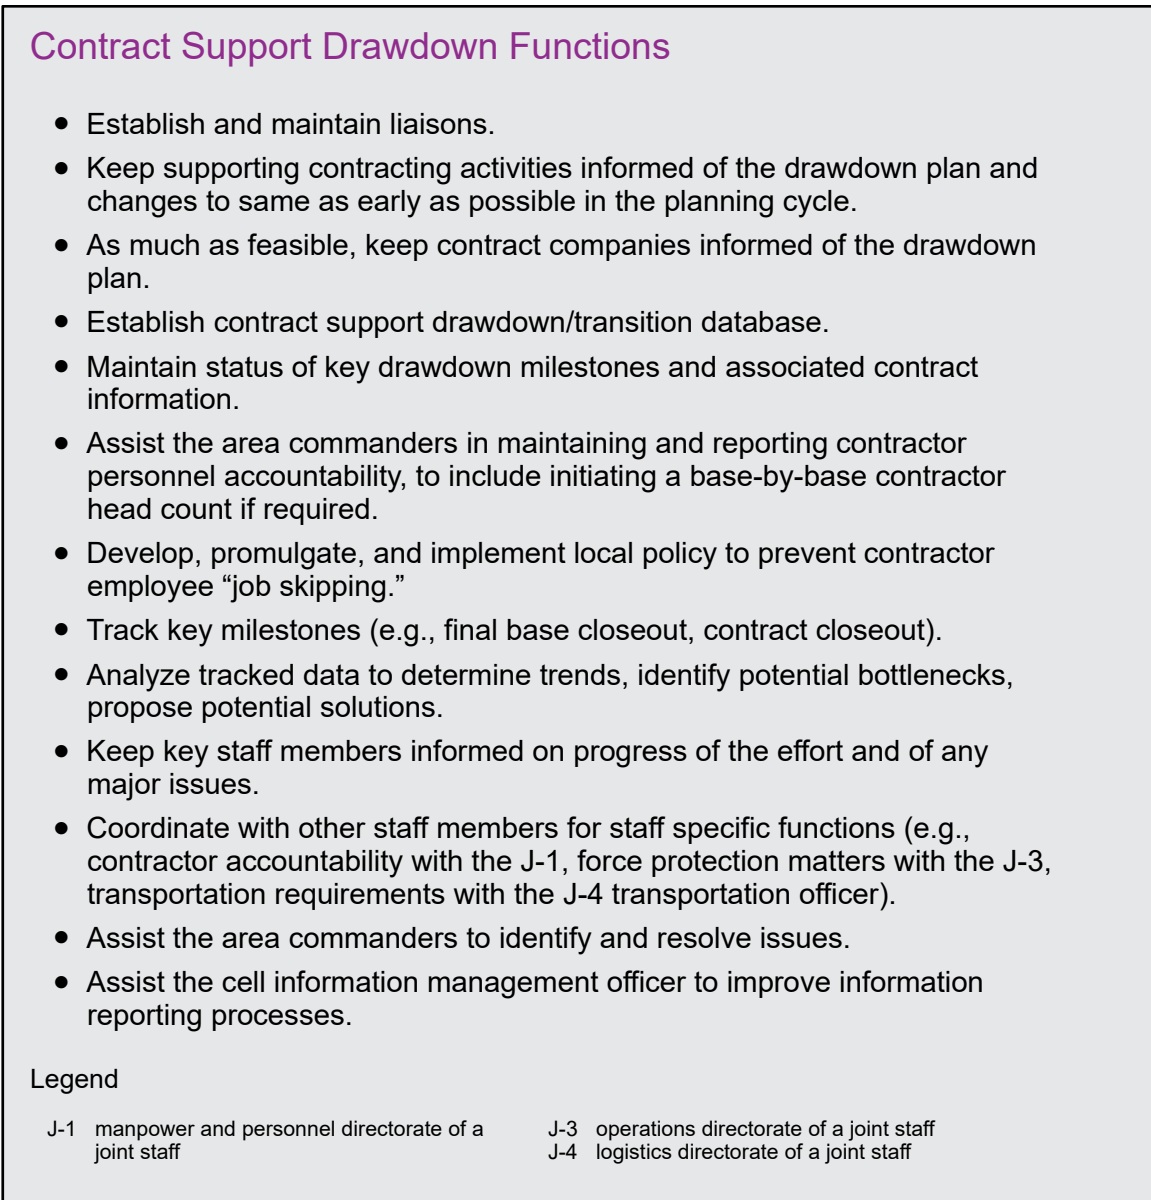 Contract Support Drawdown Functions
● Establish and maintain liaisons.
● Keep supporting contracting activities informed of the drawdown plan and
changes to same as early as possible in the planning cycle.
● As much as feasible, keep contract companies informed of the drawdown
plan.
● Establish contract support drawdown/transition database.
● Maintain status of key drawdown milestones and associated contract
information.
● Assist the area commanders in maintaining and reporting contractor
personnel accountability, to include initiating a base-by-base contractor
head count if required.
● Develop, promulgate, and implement local policy to prevent contractor
employee “job skipping.”
● Track key milestones (e.g., final base closeout, contract closeout).
● Analyze tracked data to determine trends, identify potential bottlenecks,
propose potential solutions.
● Keep key staff members informed on progress of the effort and of any
major issues.
● Coordinate with other staff members for staff specific functions (e.g.,
contractor accountability with the J-1, force protection matters with the J-3,
transportation requirements with the J-4 transportation officer).
● Assist the area commanders to identify and resolve issues.
● Assist the cell information management officer to improve information
reporting processes.
Legend
J-1 manpower and personnel directorate of a
joint staff
J-3 operations directorate of a joint staff
J-4 logistics directorate of a joint staff